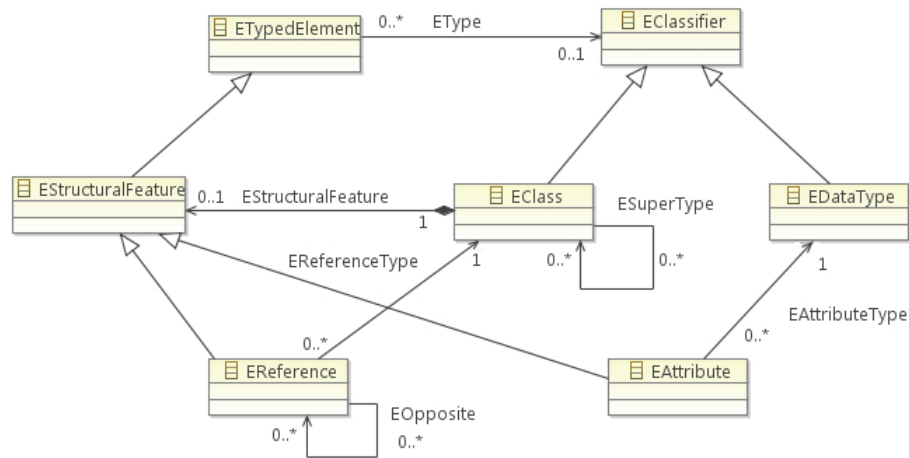 ETypedElement
0..*
EType
EClassifier
0..1
EStructuralFeature
0..1
EStructuralFeature
1
EClass
ESuperType
EDataType
EReferenceType
1
0..*
0..*
1
0..*
0..*
EAttributeType
EReference
EAttribute
EOpposite
0..*
0..*